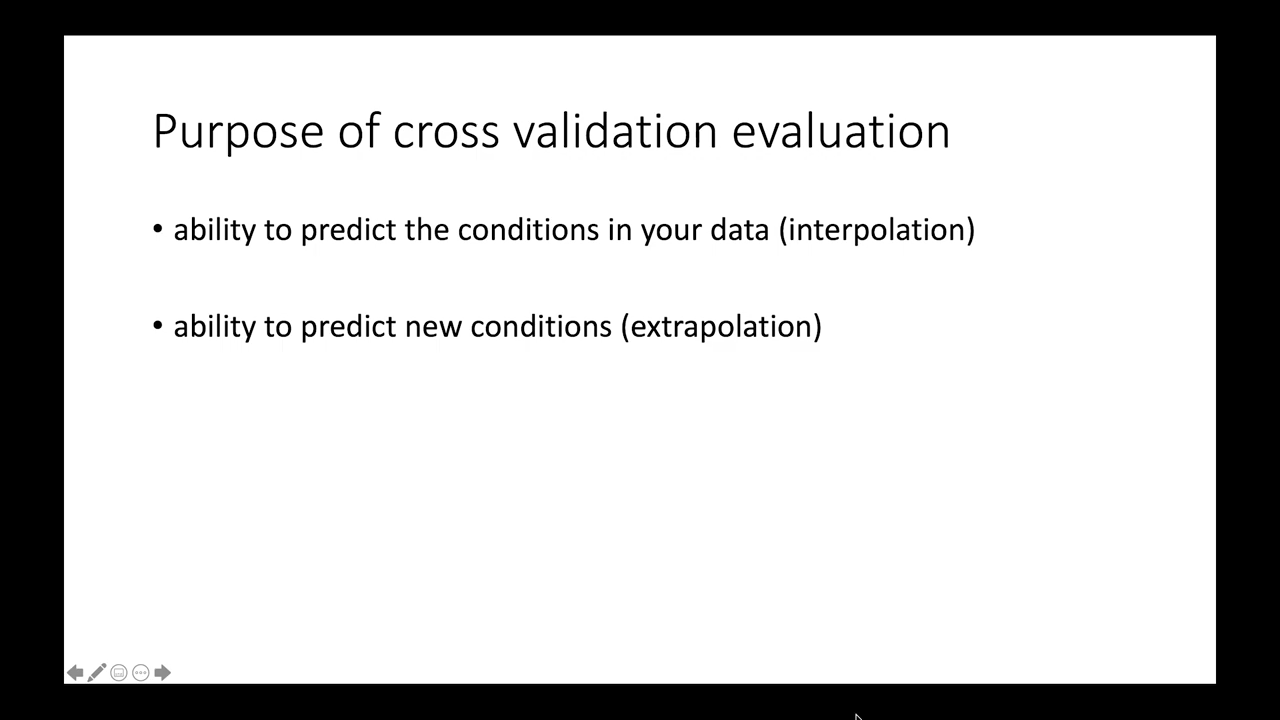 Purpose of cross validation evaluation
• ability to predict the conditions in your data (interpolation)
• ability to predict new conditions (extrapolation)